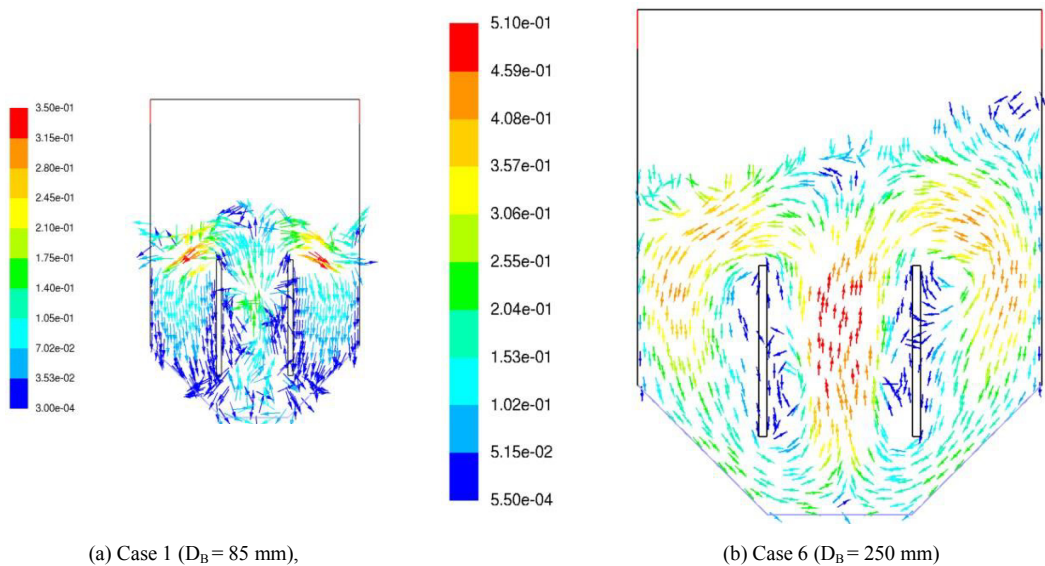 3.50e-01
3.15e-01
2.80e-01
2.45e-01
2.10e-01
1.75e-01
1.40e-01
1.05e-01
7.02e-02
3.53e-02
3.00e-04
5.10e-01
4.59e-01
4.08e-01
3.57e-01
3.06e-01
2.55e-01
2.04e-01
1.53e-01
1.02e-01
5.15e-02
5.50e-04
(a) Case 1 (DB = 85 mm),
(b) Case 6 (DB = 250 mm)